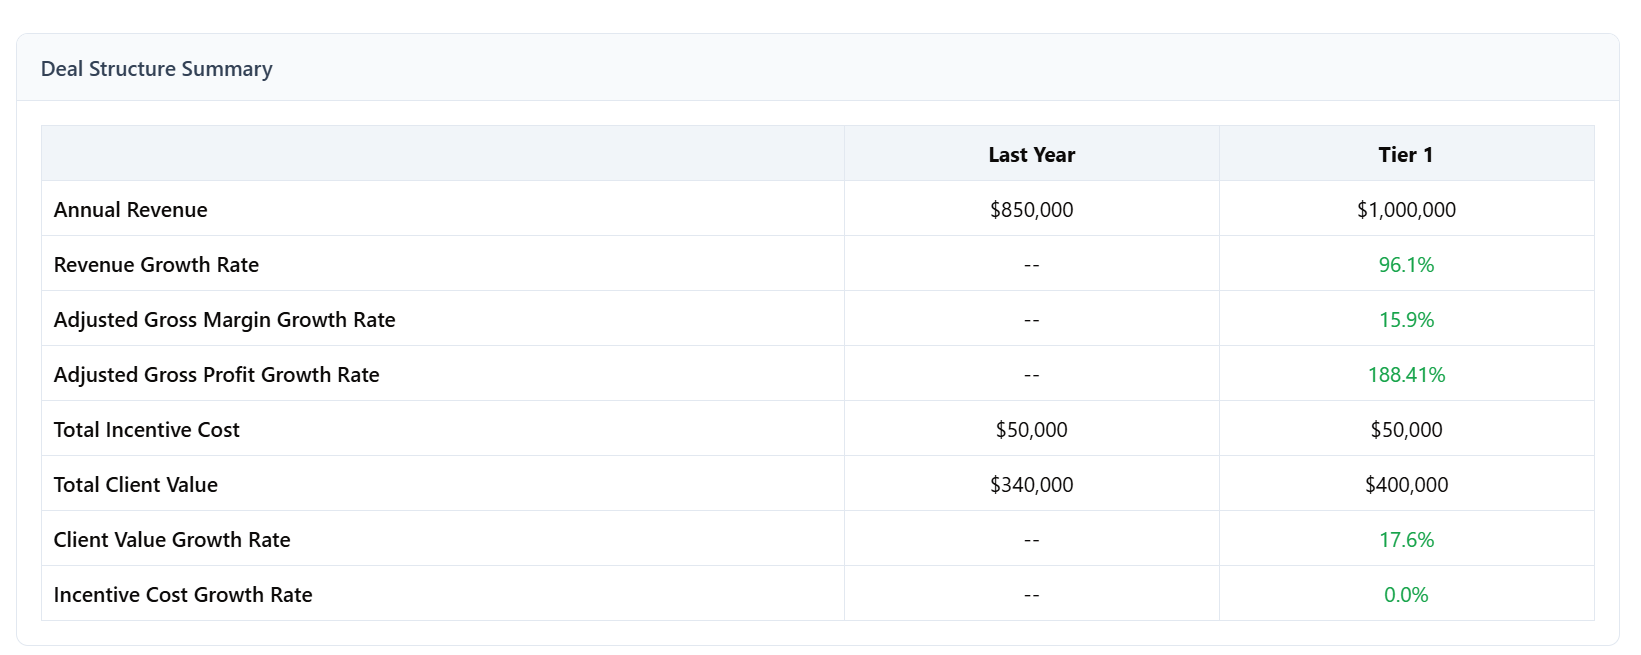 Deal Structure Summary
Last Year Tier 1
Annual Revenue $850,000 $1,000,000
Revenue Growth Rate -- 96.1%
Adjusted Gross Margin Growth Rate -- 15.9%
Adjusted Gross Profit Growth Rate -- 188.41%
Total Incentive Cost $50,000 $50,000
Total Client Value $340,000 $400,000
Client Value Growth Rate -- 17.6%
Incentive Cost Growth Rate -- 0.0%